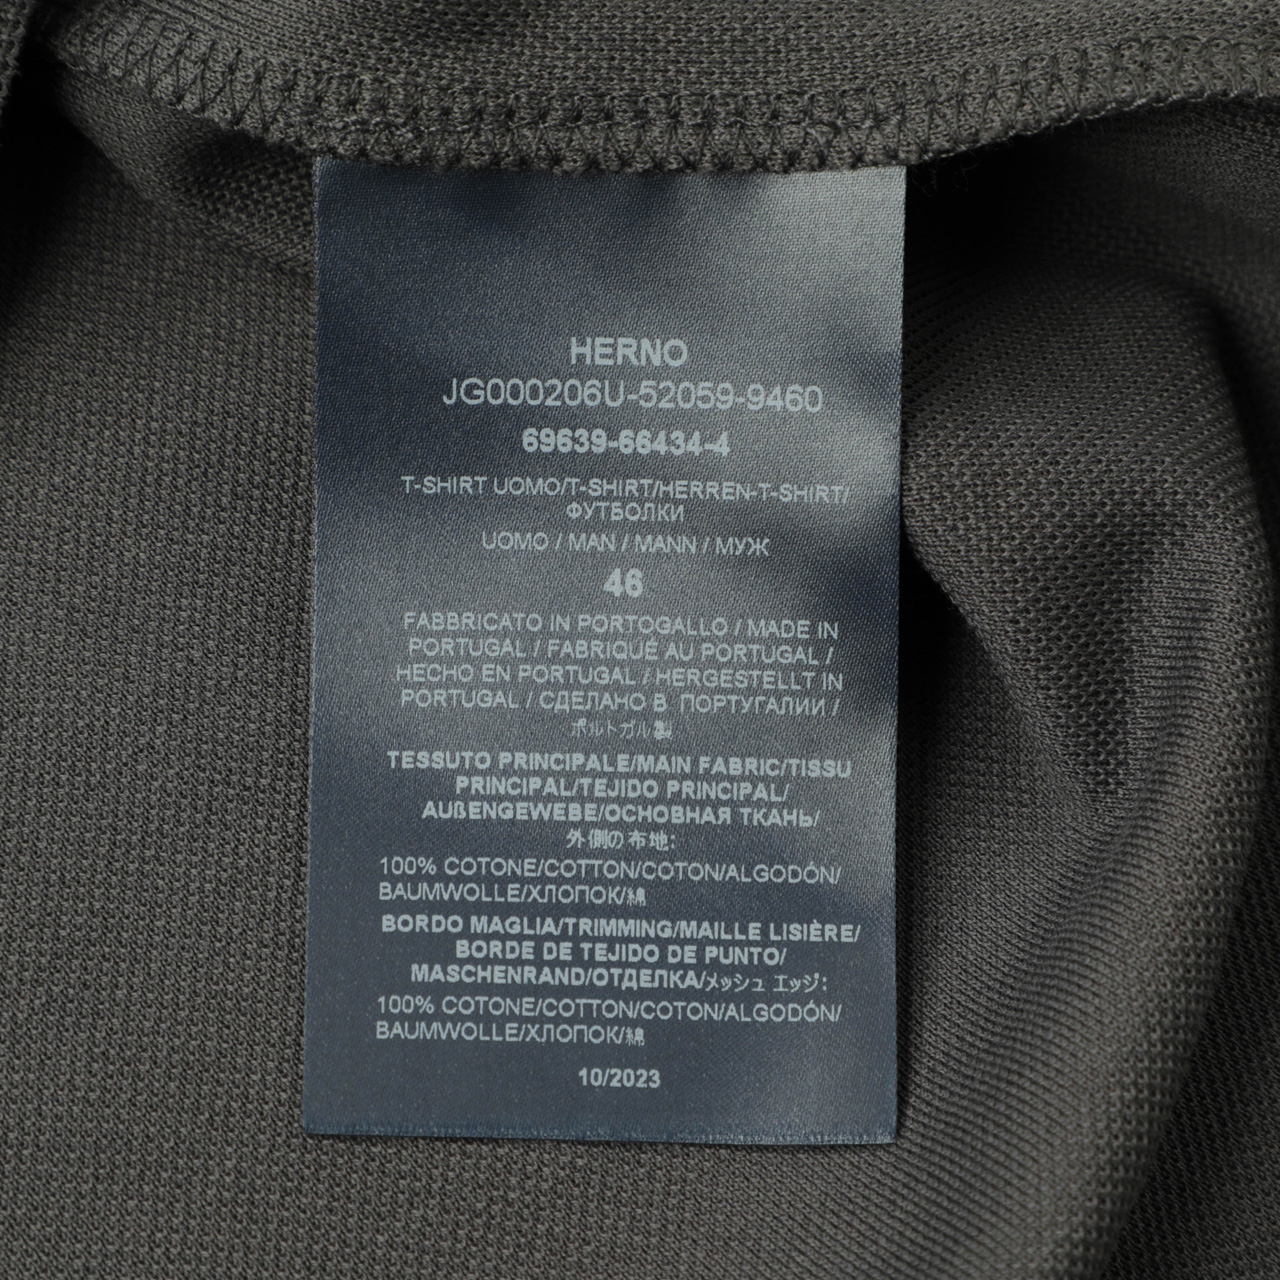 HERNO
JG000206U-52059-9460
69639-66434-4
T-SHIRT UOMO/T-SHIRT/HERREN-T-SHIRT/
ФУТБОЛКИ
UOMO / MAN / MANN / МУЖ
46
FABBRICATO IN PORTOGALLO / MADE IN
PORTUGAL / FABRIQUÉ AU PORTUGAL /
HECHO EN PORTUGAL / HERGESTELLT IN
PORTUGAL / СДЕЛАНО В ПОРТУГАЛИИ /
ポルトガル製
TESSUTO PRINCIPALE/MAIN FABRIC/TISSU
PRINCIPAL/TEJIDO PRINCIPAL/
AUßENGEWEBE/ОСНОВНАЯ ТКАНЬ/
外側の布地:
100% COTONE/COTTON/COTON/ALGODÓN/
BAUMWOLLE/ХЛОПОК/綿
BORDO MAGLIA/TRIMMING/MAILLE LISIÈRE/
BORDE DE TEJIDO DE PUNTO/
MASCHENRAND/ОТДЕЛКА/メッシュ エッジ:
100% COTONE/COTTON/COTON/ALGODÓN/
BAUMWOLLE/ХЛОПОК/綿
10/2023